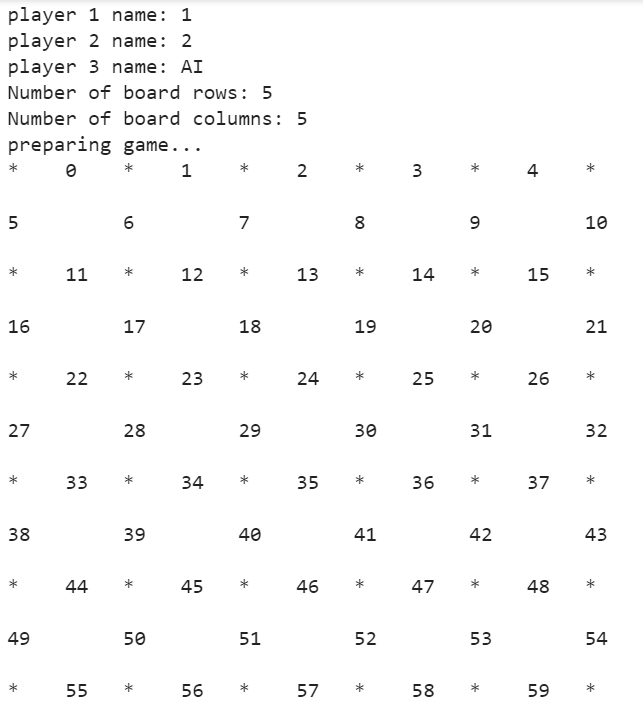 player 1 name: 1
player 2 name: 2
player 3 name: AI
Number of board rows: 5
Number of board columns: 5
preparing game...
* 0 * 1 * 2 * 3 * 4 *
5 6 7 8 9 10
* 11 * 12 * 13 * 14 * 15 *
16 17 18 19 20 21
* 22 * 23 * 24 * 25 * 26 *
27 28 29 30 31 32
* 33 * 34 * 35 * 36 * 37 *
38 39 40 41 42 43
* 44 * 45 * 46 * 47 * 48 *
49 50 51 52 53 54
* 55 * 56 * 57 * 58 * 59 *